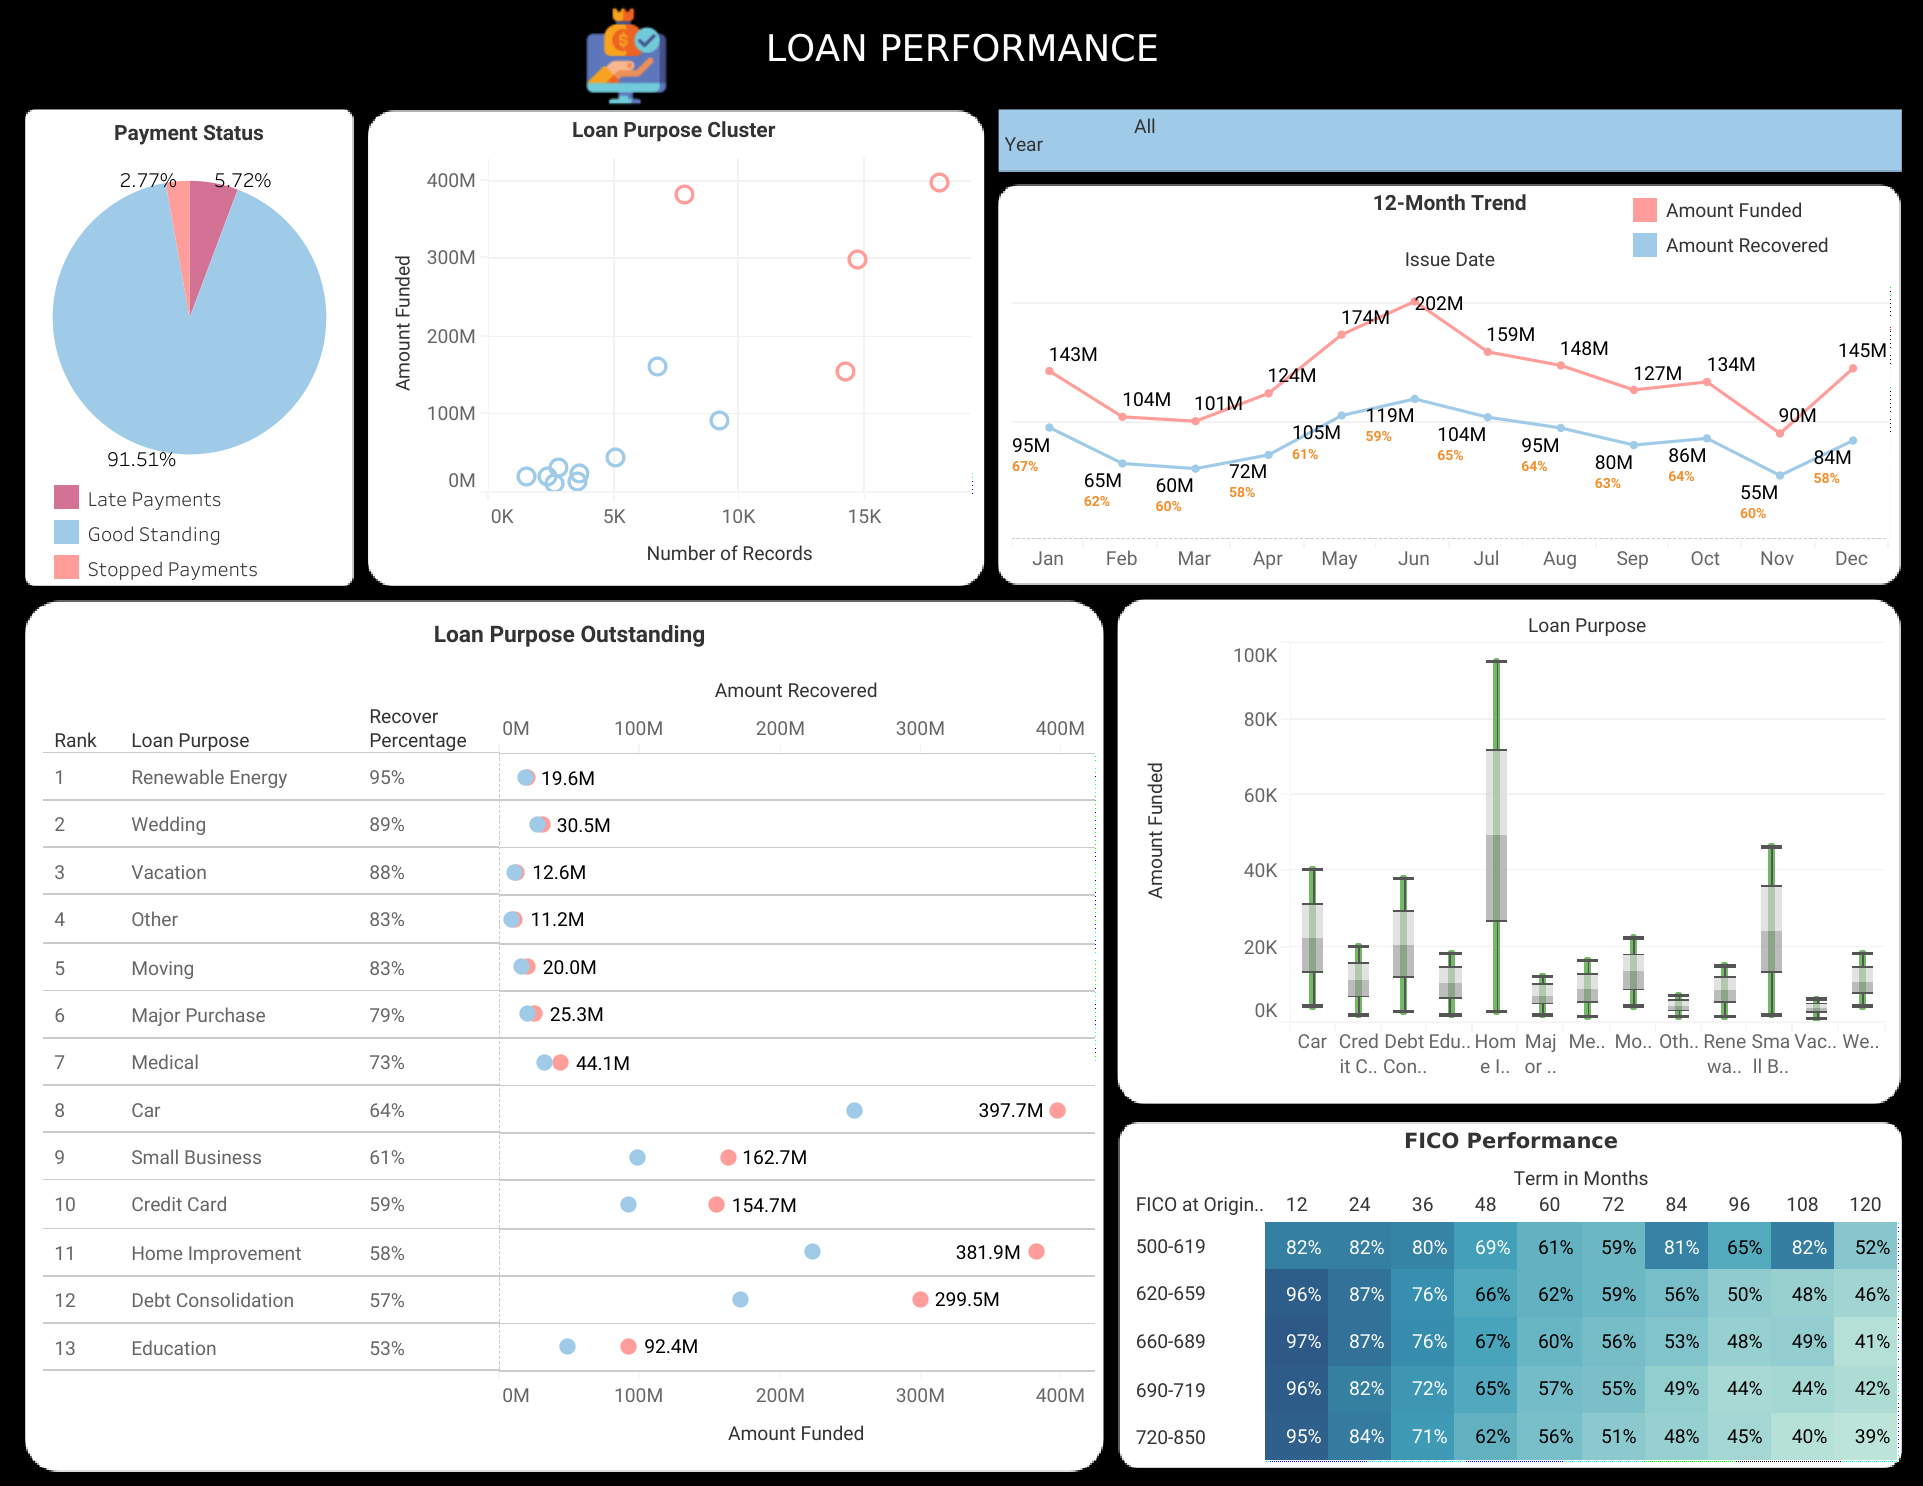 LOAN PERFORMANCE
Payment Status
2.77%
5.72%
91.51%
Late Payments
Good Standing
Stopped Payments
Loan Purpose Cluster
Amount Funded
400M
300M
200M
100M
0M
0K
5K
10K
15K
Number of Records
All
Year
12-Month Trend
Amount Funded
Amount Recovered
Issue Date
143M
104M
101M
124M
174M
202M
159M
148M
127M
134M
90M
145M
95M
67%
65M
62%
60M
60%
72M
58%
105M
61%
119M
59%
104M
65%
95M
64%
80M
63%
86M
64%
55M
60%
84M
58%
Jan Feb Mar Apr May Jun Jul Aug Sep Oct Nov Dec
Loan Purpose Outstanding
Amount Recovered
0M 100M 200M 300M 400M
Rank Loan Purpose Recover Percentage
1 Renewable Energy 95% 19.6M
2 Wedding 89% 30.5M
3 Vacation 88% 12.6M
4 Other 83% 11.2M
5 Moving 83% 20.0M
6 Major Purchase 79% 25.3M
7 Medical 73% 44.1M
8 Car 64% 397.7M
9 Small Business 61% 162.7M
10 Credit Card 59% 154.7M
11 Home Improvement 58% 381.9M
12 Debt Consolidation 57% 299.5M
13 Education 53% 92.4M
0M 100M 200M 300M 400M
Amount Funded
Loan Purpose
Amount Funded
100K
80K
60K
40K
20K
0K
Car Cred Debt Edu.. Hom Maj Me.. Mo.. Oth.. Rene Sma Vac.. We..
it C.. Con.. e I.. or .. wa.. ll B..
FICO Performance
Term in Months
FICO at Origin.. 12 24 36 48 60 72 84 96 108 120
500-619 82% 82% 80% 69% 61% 59% 81% 65% 82% 52%
620-659 96% 87% 76% 66% 62% 59% 56% 50% 48% 46%
660-689 97% 87% 76% 67% 60% 56% 53% 48% 49% 41%
690-719 96% 82% 72% 65% 57% 55% 49% 44% 44% 42%
720-850 95% 84% 71% 62% 56% 51% 48% 45% 40% 39%